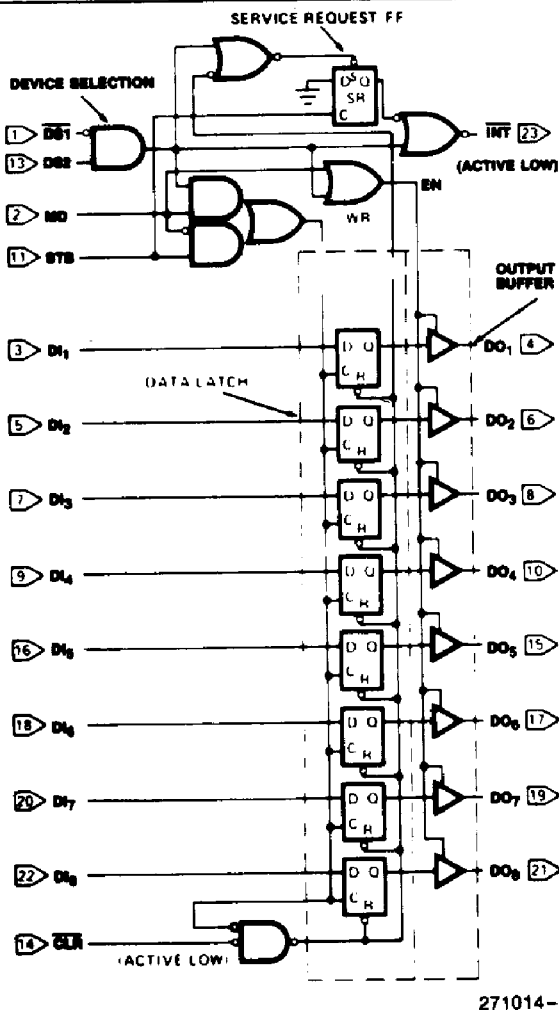 SERVICE REQUEST FF
DEVICE SELECTION
D S Q
SR
C
1 DS1
13 DS2
INT 23
(ACTIVE LOW)
EN
WR
2 MD
11 STB
OUTPUT
BUFFER
3 DI1 D Q C R DO1 4
DATA LATCH
5 DI2 D Q C R DO2 6
7 DI3 D Q C R DO3 8
9 DI4 D Q C R DO4 10
16 DI5 D Q C R DO5 15
18 DI6 D Q C R DO6 17
20 DI7 D Q C R DO7 19
22 DI8 D Q C R DO8 21
14 CLR
(ACTIVE LOW)
271014-